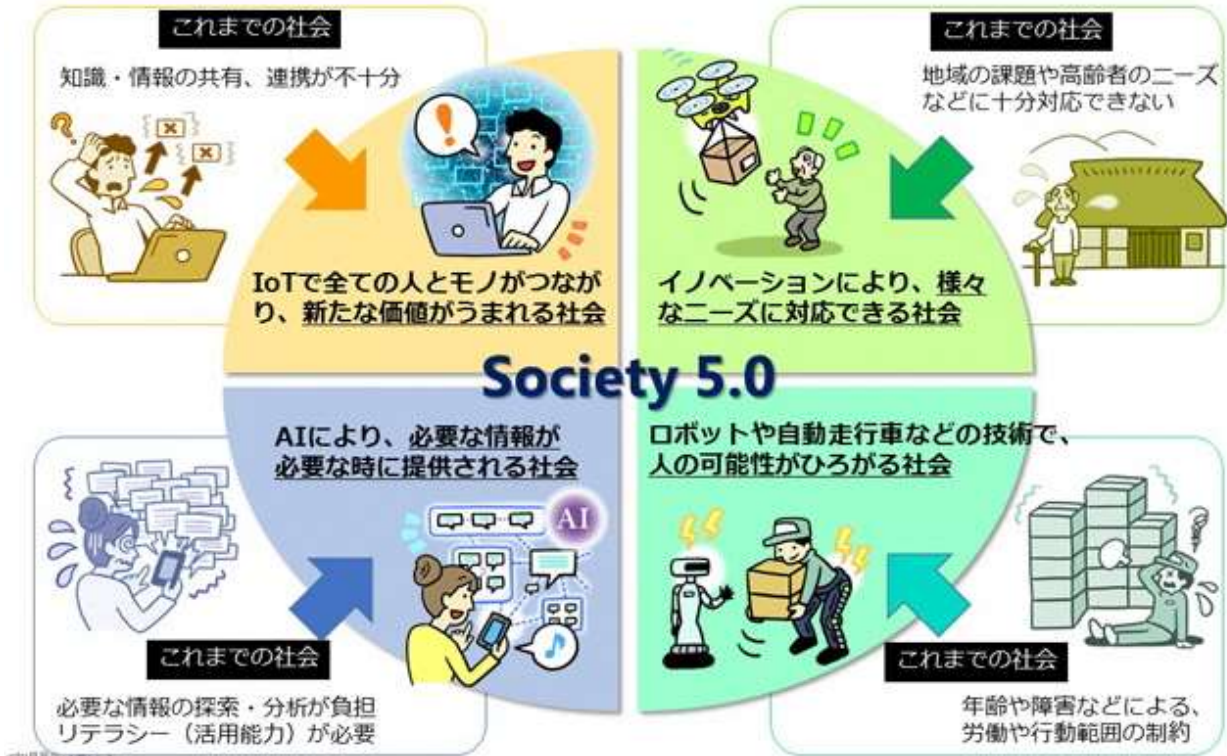 これまでの社会
知識・情報の共有、連携が不十分
IoTで全ての人とモノがつなが
り、新たな価値がうまれる社会
これまでの社会
地域の課題や高齢者のニーズ
などに十分対応できない
イノベーションにより、様々
なニーズに対応できる社会
Society 5.0
AIにより、必要な情報が
必要な時に提供される社会
AI
これまでの社会
必要な情報の探索・分析が負担
リテラシー（活用能力）が必要
ロボットや自動走行車などの技術で、
人の可能性がひろがる社会
これまでの社会
年齢や障害などによる、
労働や行動範囲の制約